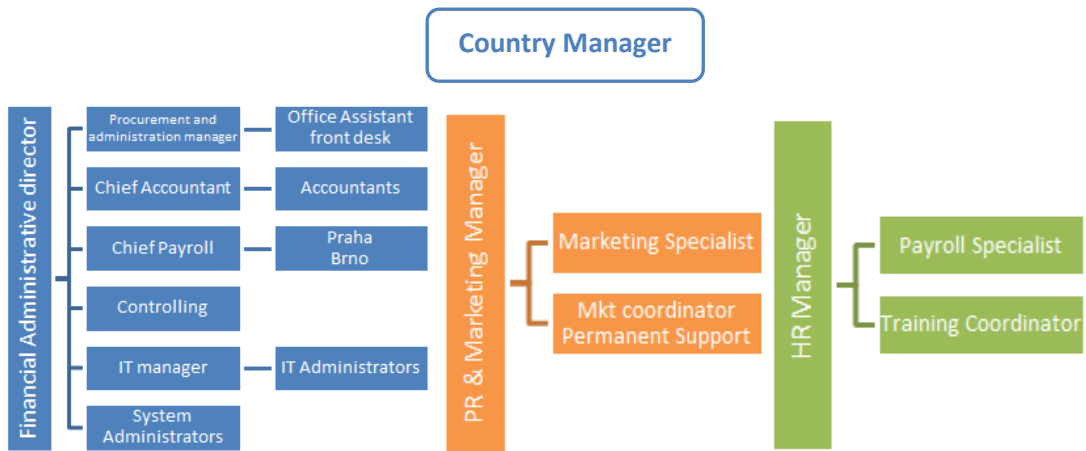 Country Manager
Financial Administrative director
Procurement and
administration manager
Office Assistant
front desk
Chief Accountant
Accountants
Chief Payroll
Praha
Brno
Controlling
IT manager
IT Administrators
System
Administrators
PR & Marketing Manager
Marketing Specialist
Mkt coordinator
Permanent Support
HR Manager
Payroll Specialist
Training Coordinator